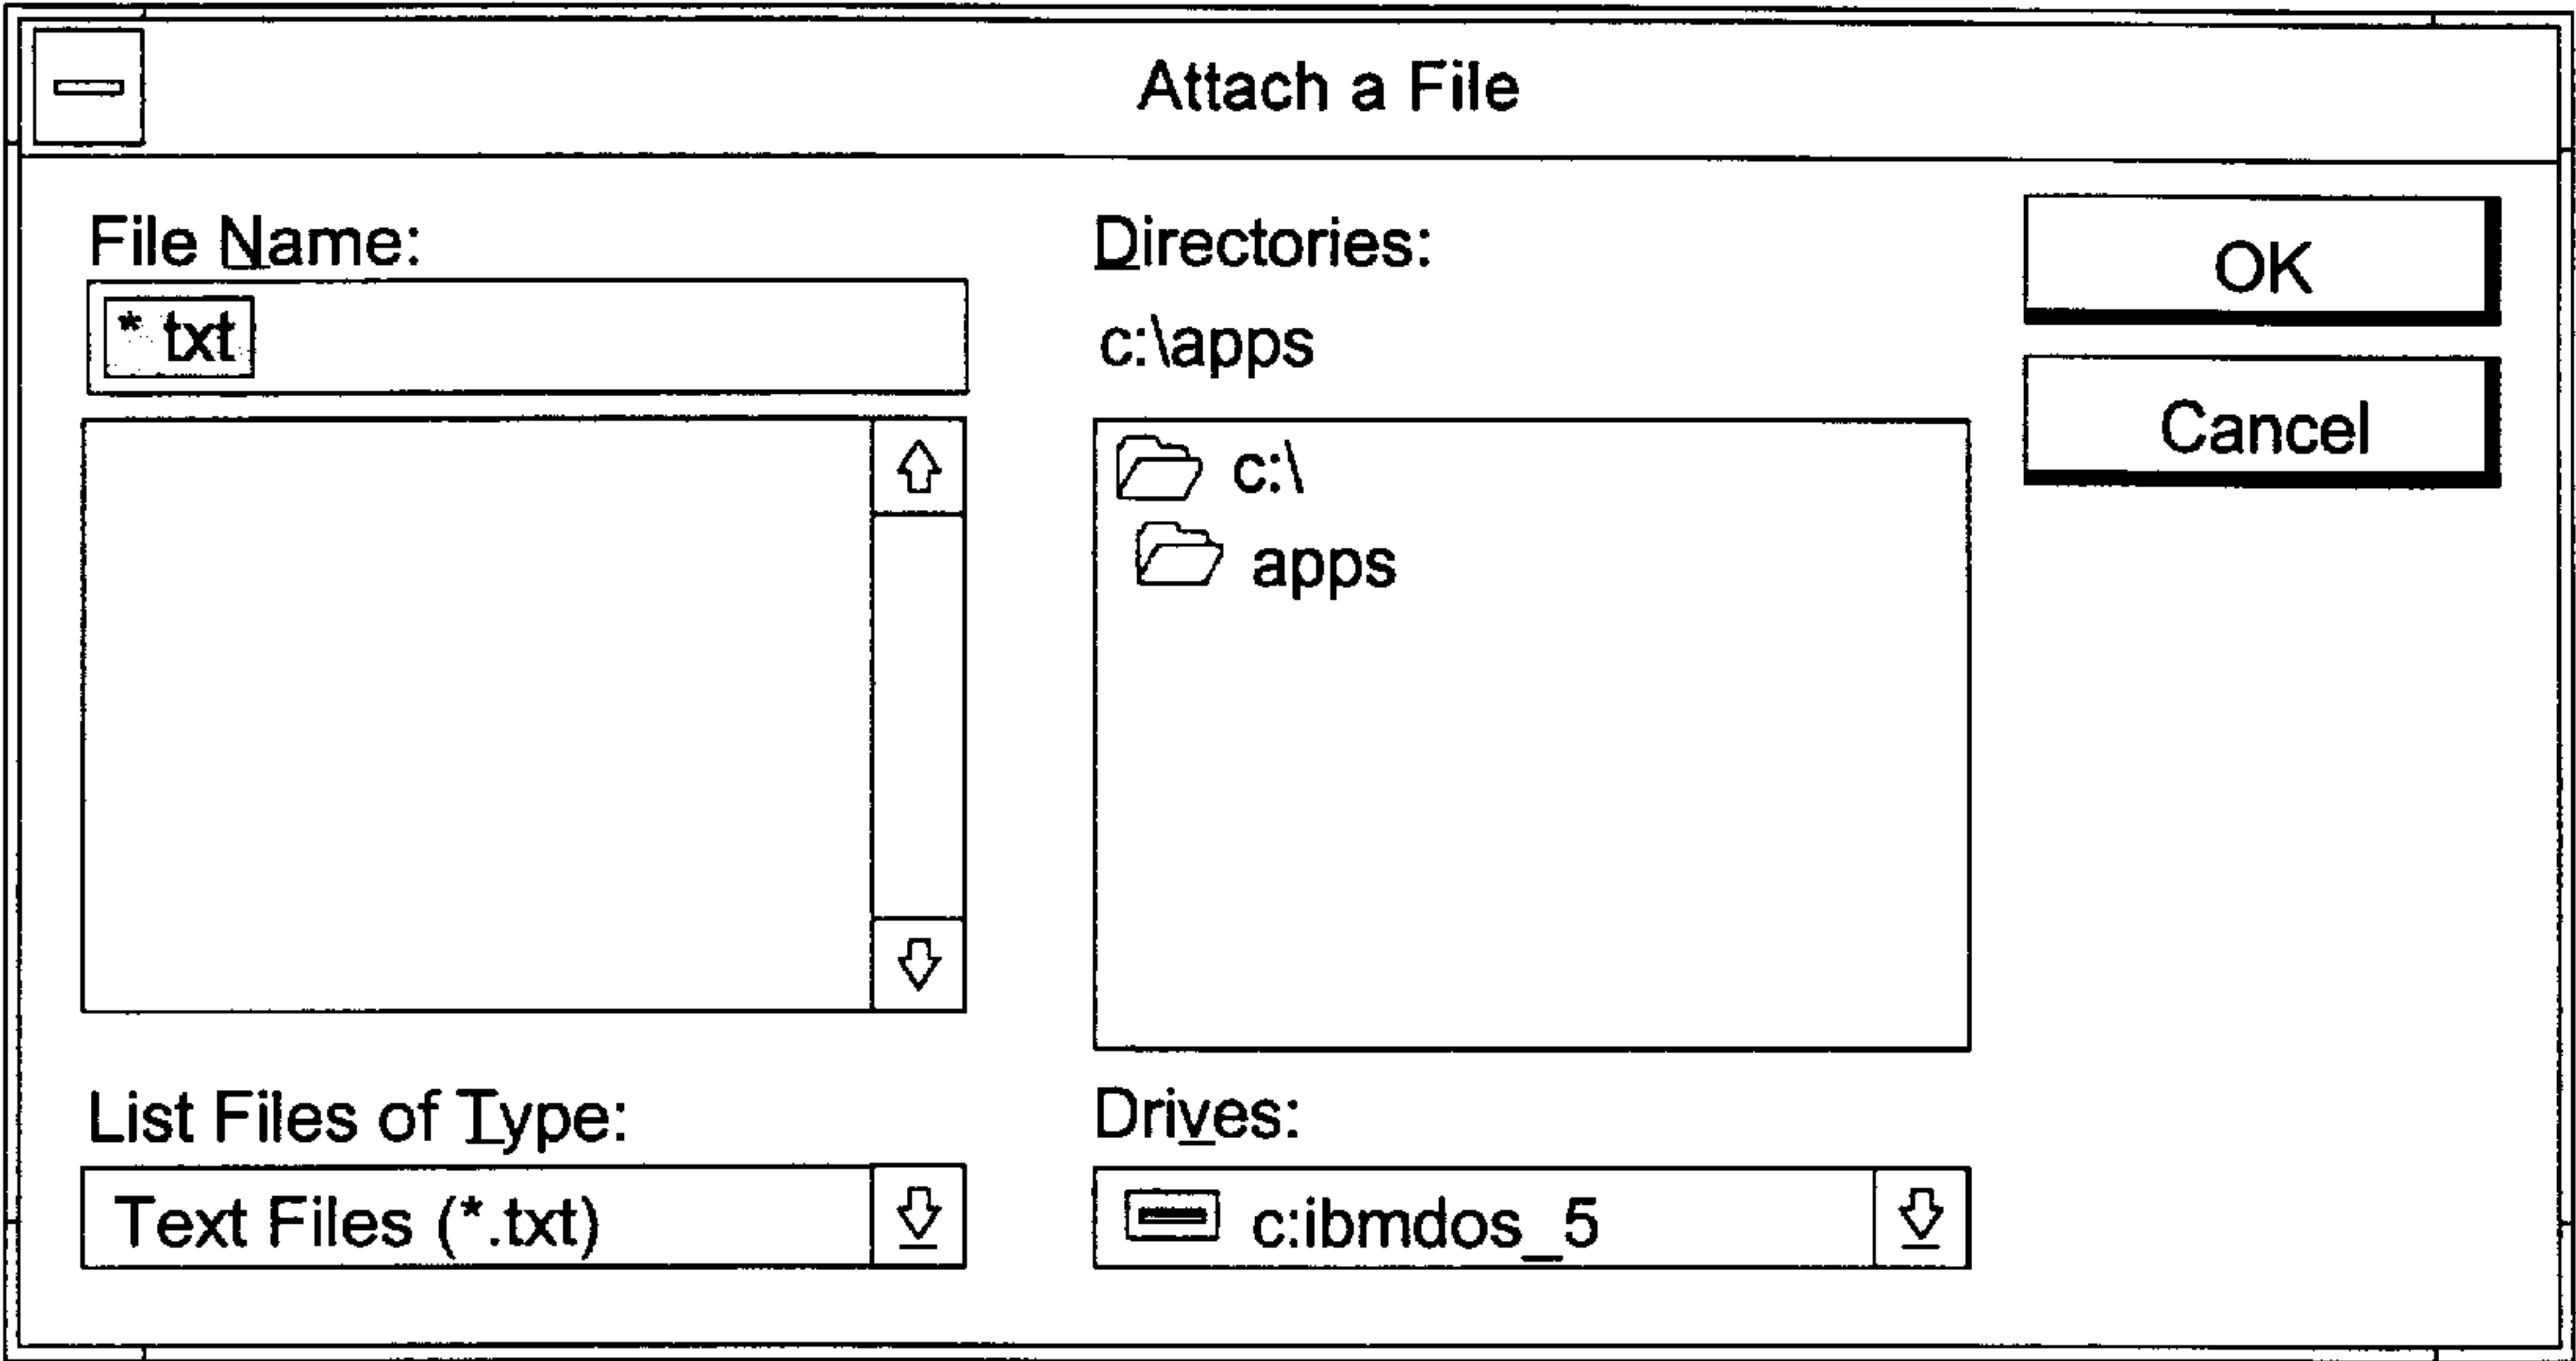 Attach a File
File Name:
* txt
Directories:
c:\apps
c:\
apps
OK
Cancel
List Files of Type:
Text Files (*.txt)
Drives:
c:ibmdos_5